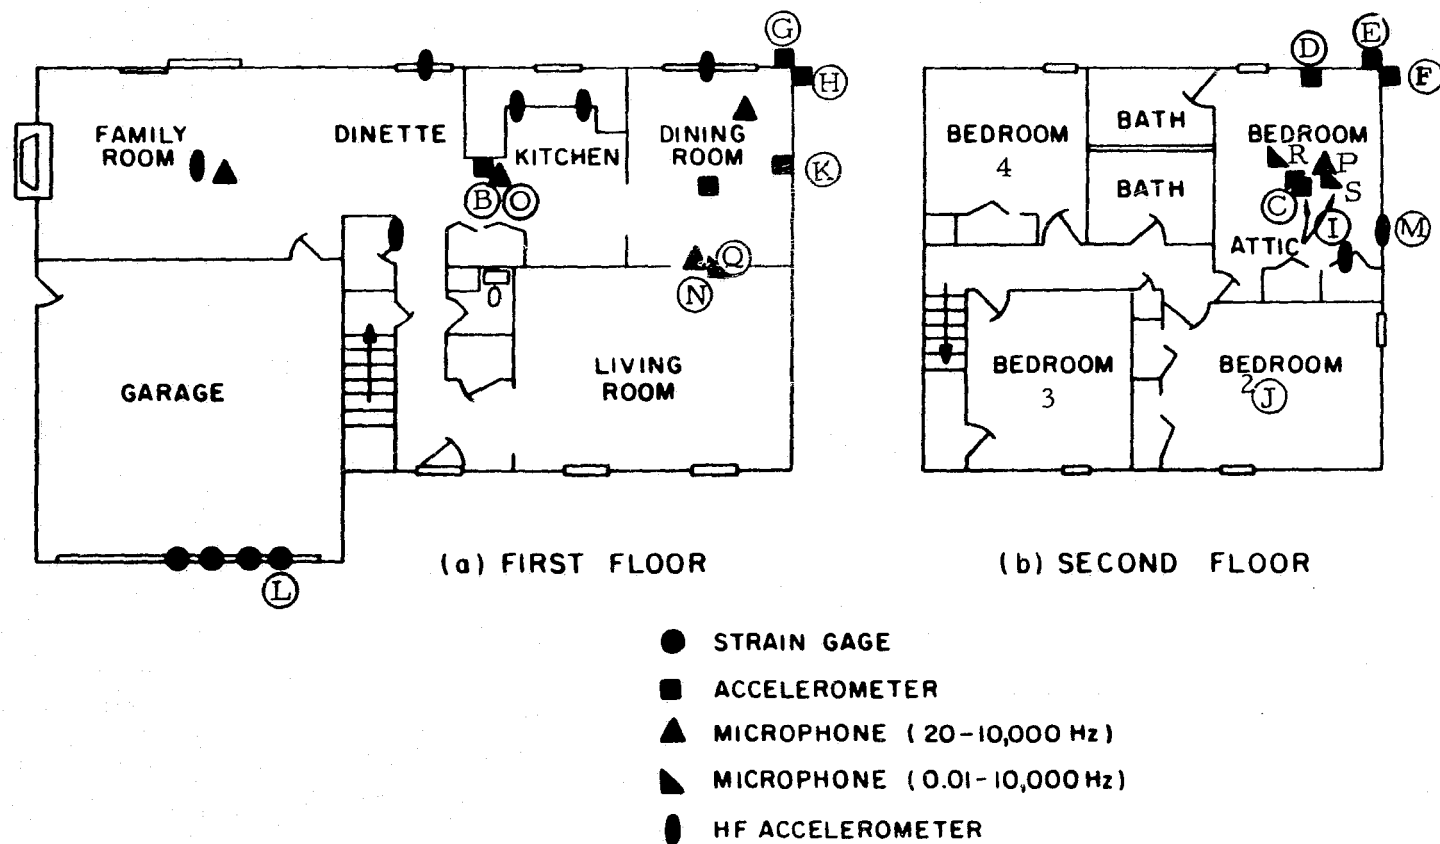 G
H
FAMILY
ROOM
DINETTE
KITCHEN
DINING
ROOM
K
B O
Q
N
GARAGE
LIVING
ROOM
L
(a) FIRST FLOOR
E
D
F
BEDROOM
4
BATH
BATH
BEDROOM
R P
S
C
I
M
ATTIC
BEDROOM
3
BEDROOM
2 J
(b) SECOND FLOOR
STRAIN GAGE
ACCELEROMETER
MICROPHONE (20-10,000 Hz)
MICROPHONE (0.01-10,000 Hz)
HF ACCELEROMETER